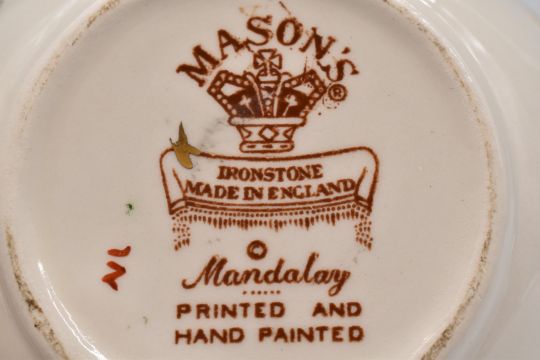 MASON'S
®
IRONSTONE
MADE IN ENGLAND
©
Mandalay
PRINTED AND
HAND PAINTED